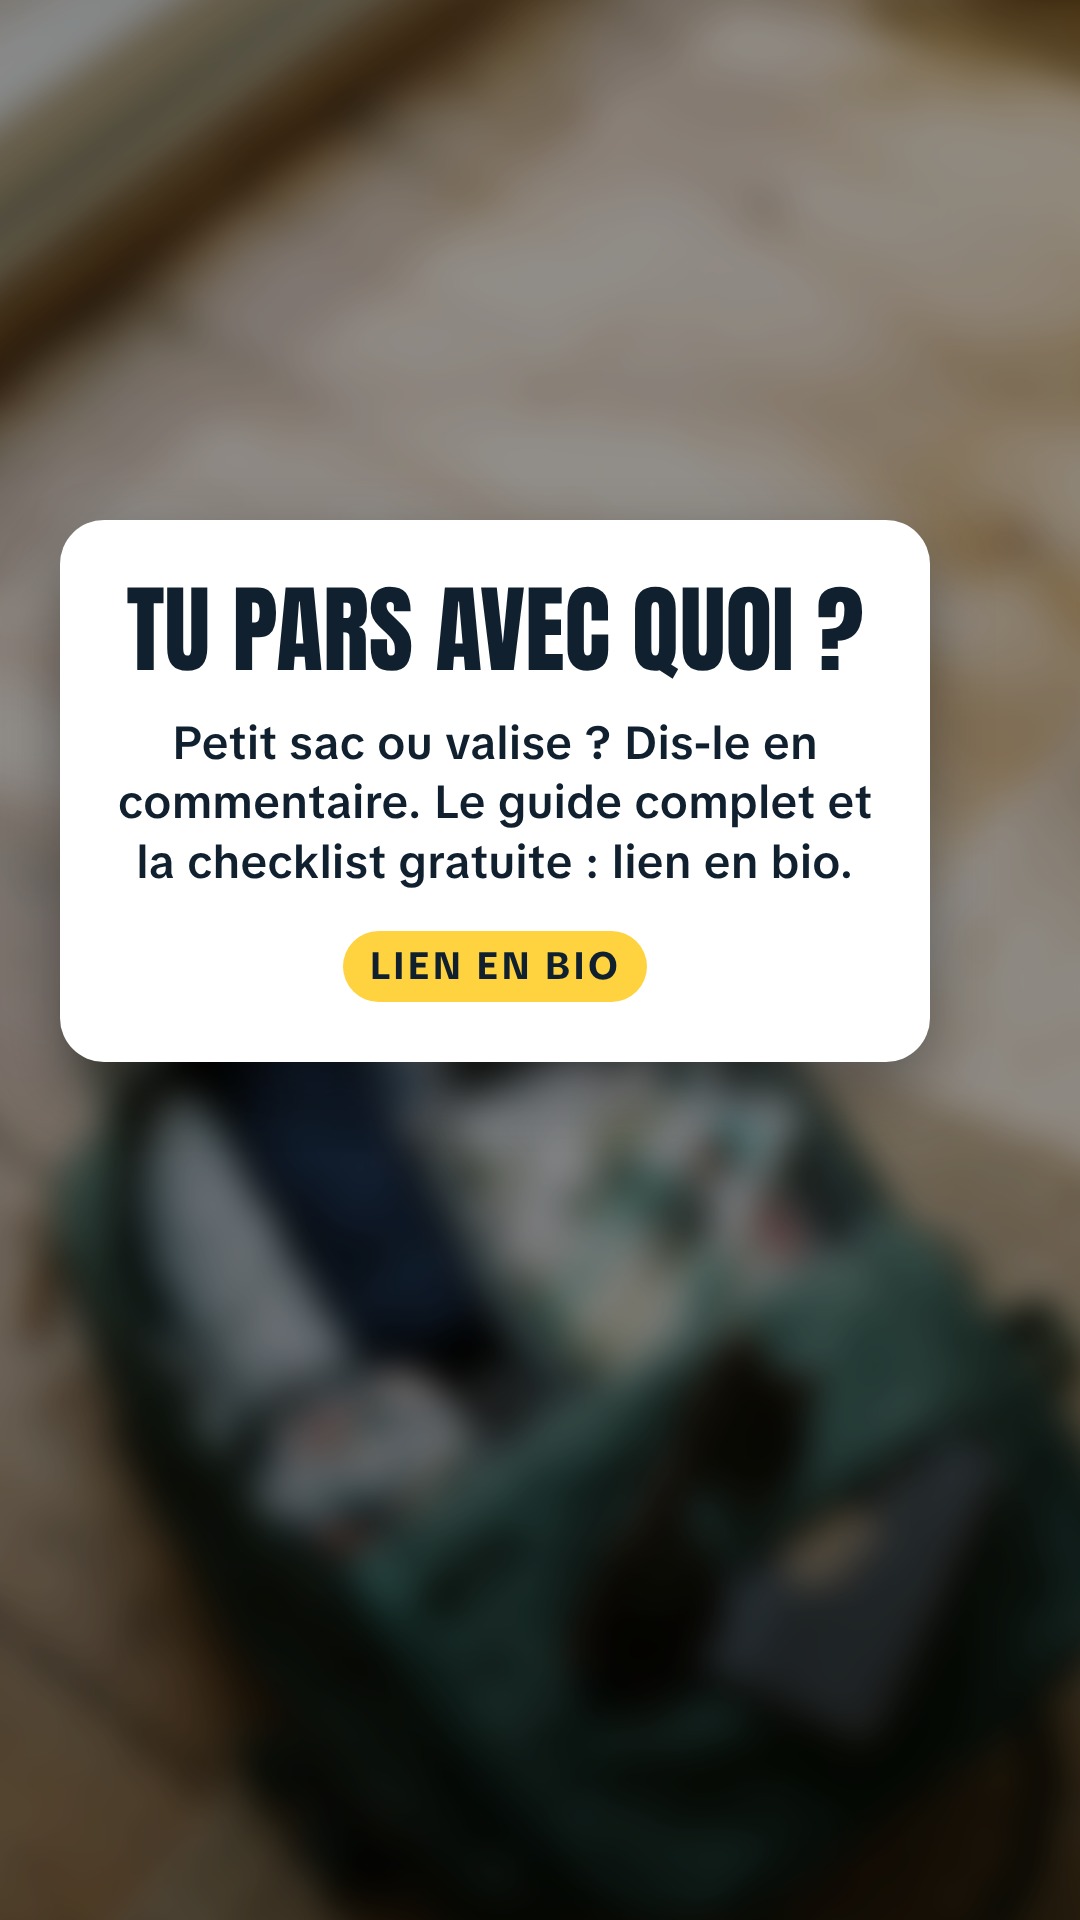 TU PARS AVEC QUOI ?
Petit sac ou valise ? Dis-le en
commentaire. Le guide complet et
la checklist gratuite : lien en bio.
LIEN EN BIO